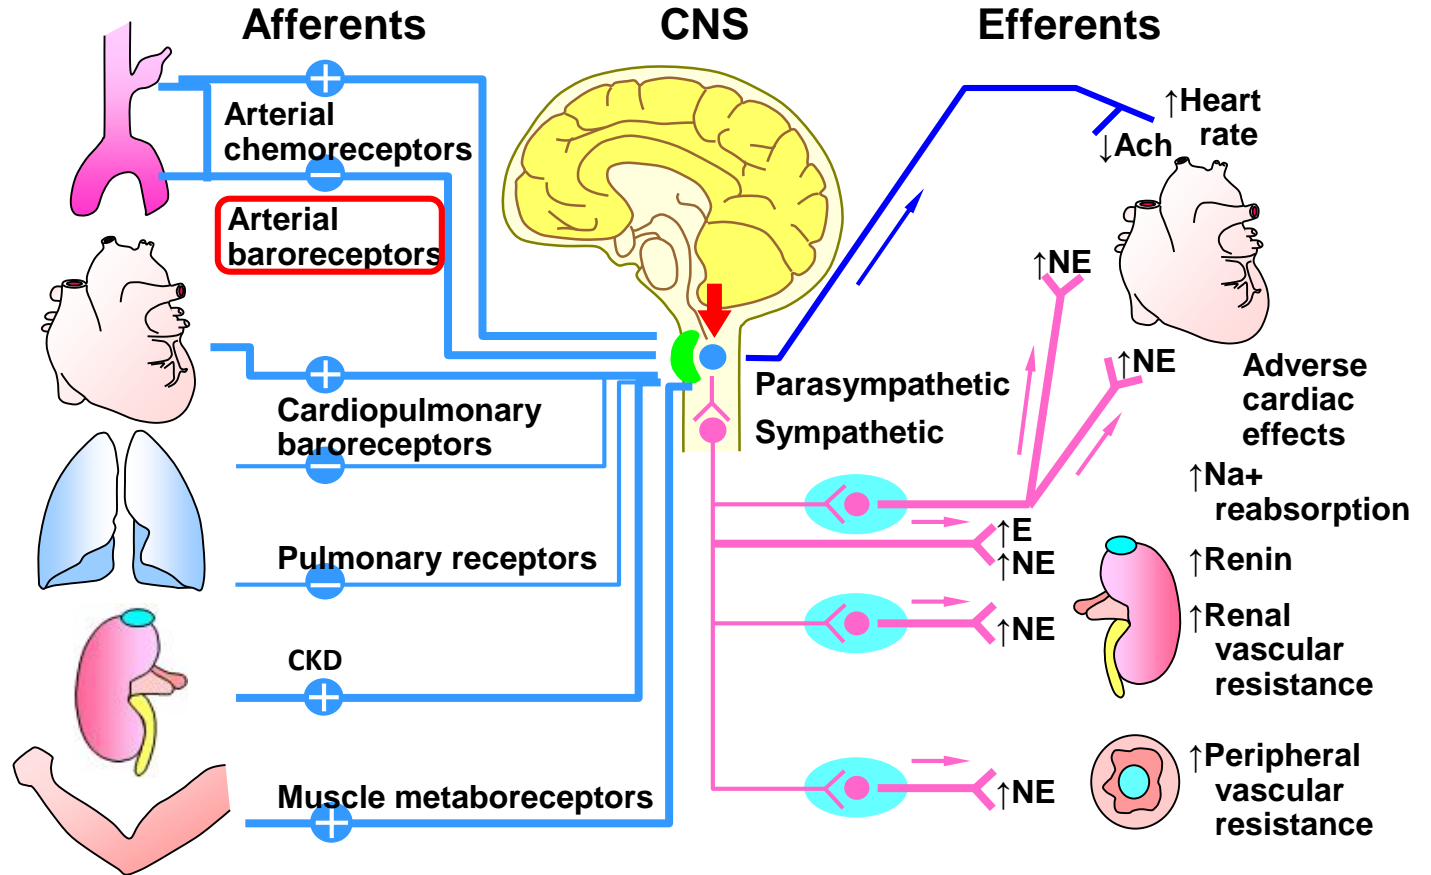 Afferents
CNS
Efferents
+
Arterial
chemoreceptors
−
Arterial
baroreceptors
+
Cardiopulmonary
baroreceptors
−
Pulmonary receptors
−
CKD
+
Muscle metaboreceptors
+
Parasympathetic
Sympathetic
↑Heart
rate
↓Ach
↑NE
↑NE
Adverse
cardiac
effects
↑Na+
reabsorption
↑E
↑NE
↑Renin
↑NE
↑Renal
vascular
resistance
↑NE
↑Peripheral
vascular
resistance